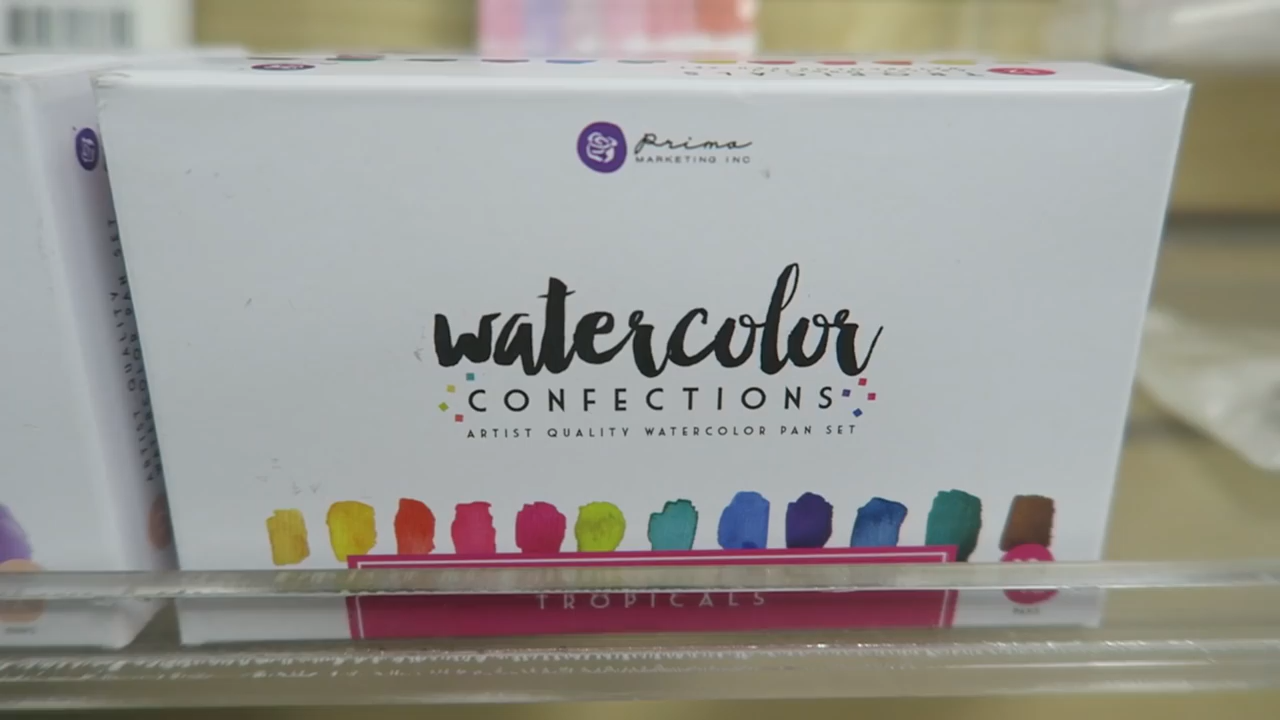 Prima
MARKETING INC
watercolor
CONFECTIONS
ARTIST QUALITY WATERCOLOR PAN SET
TROPICALS